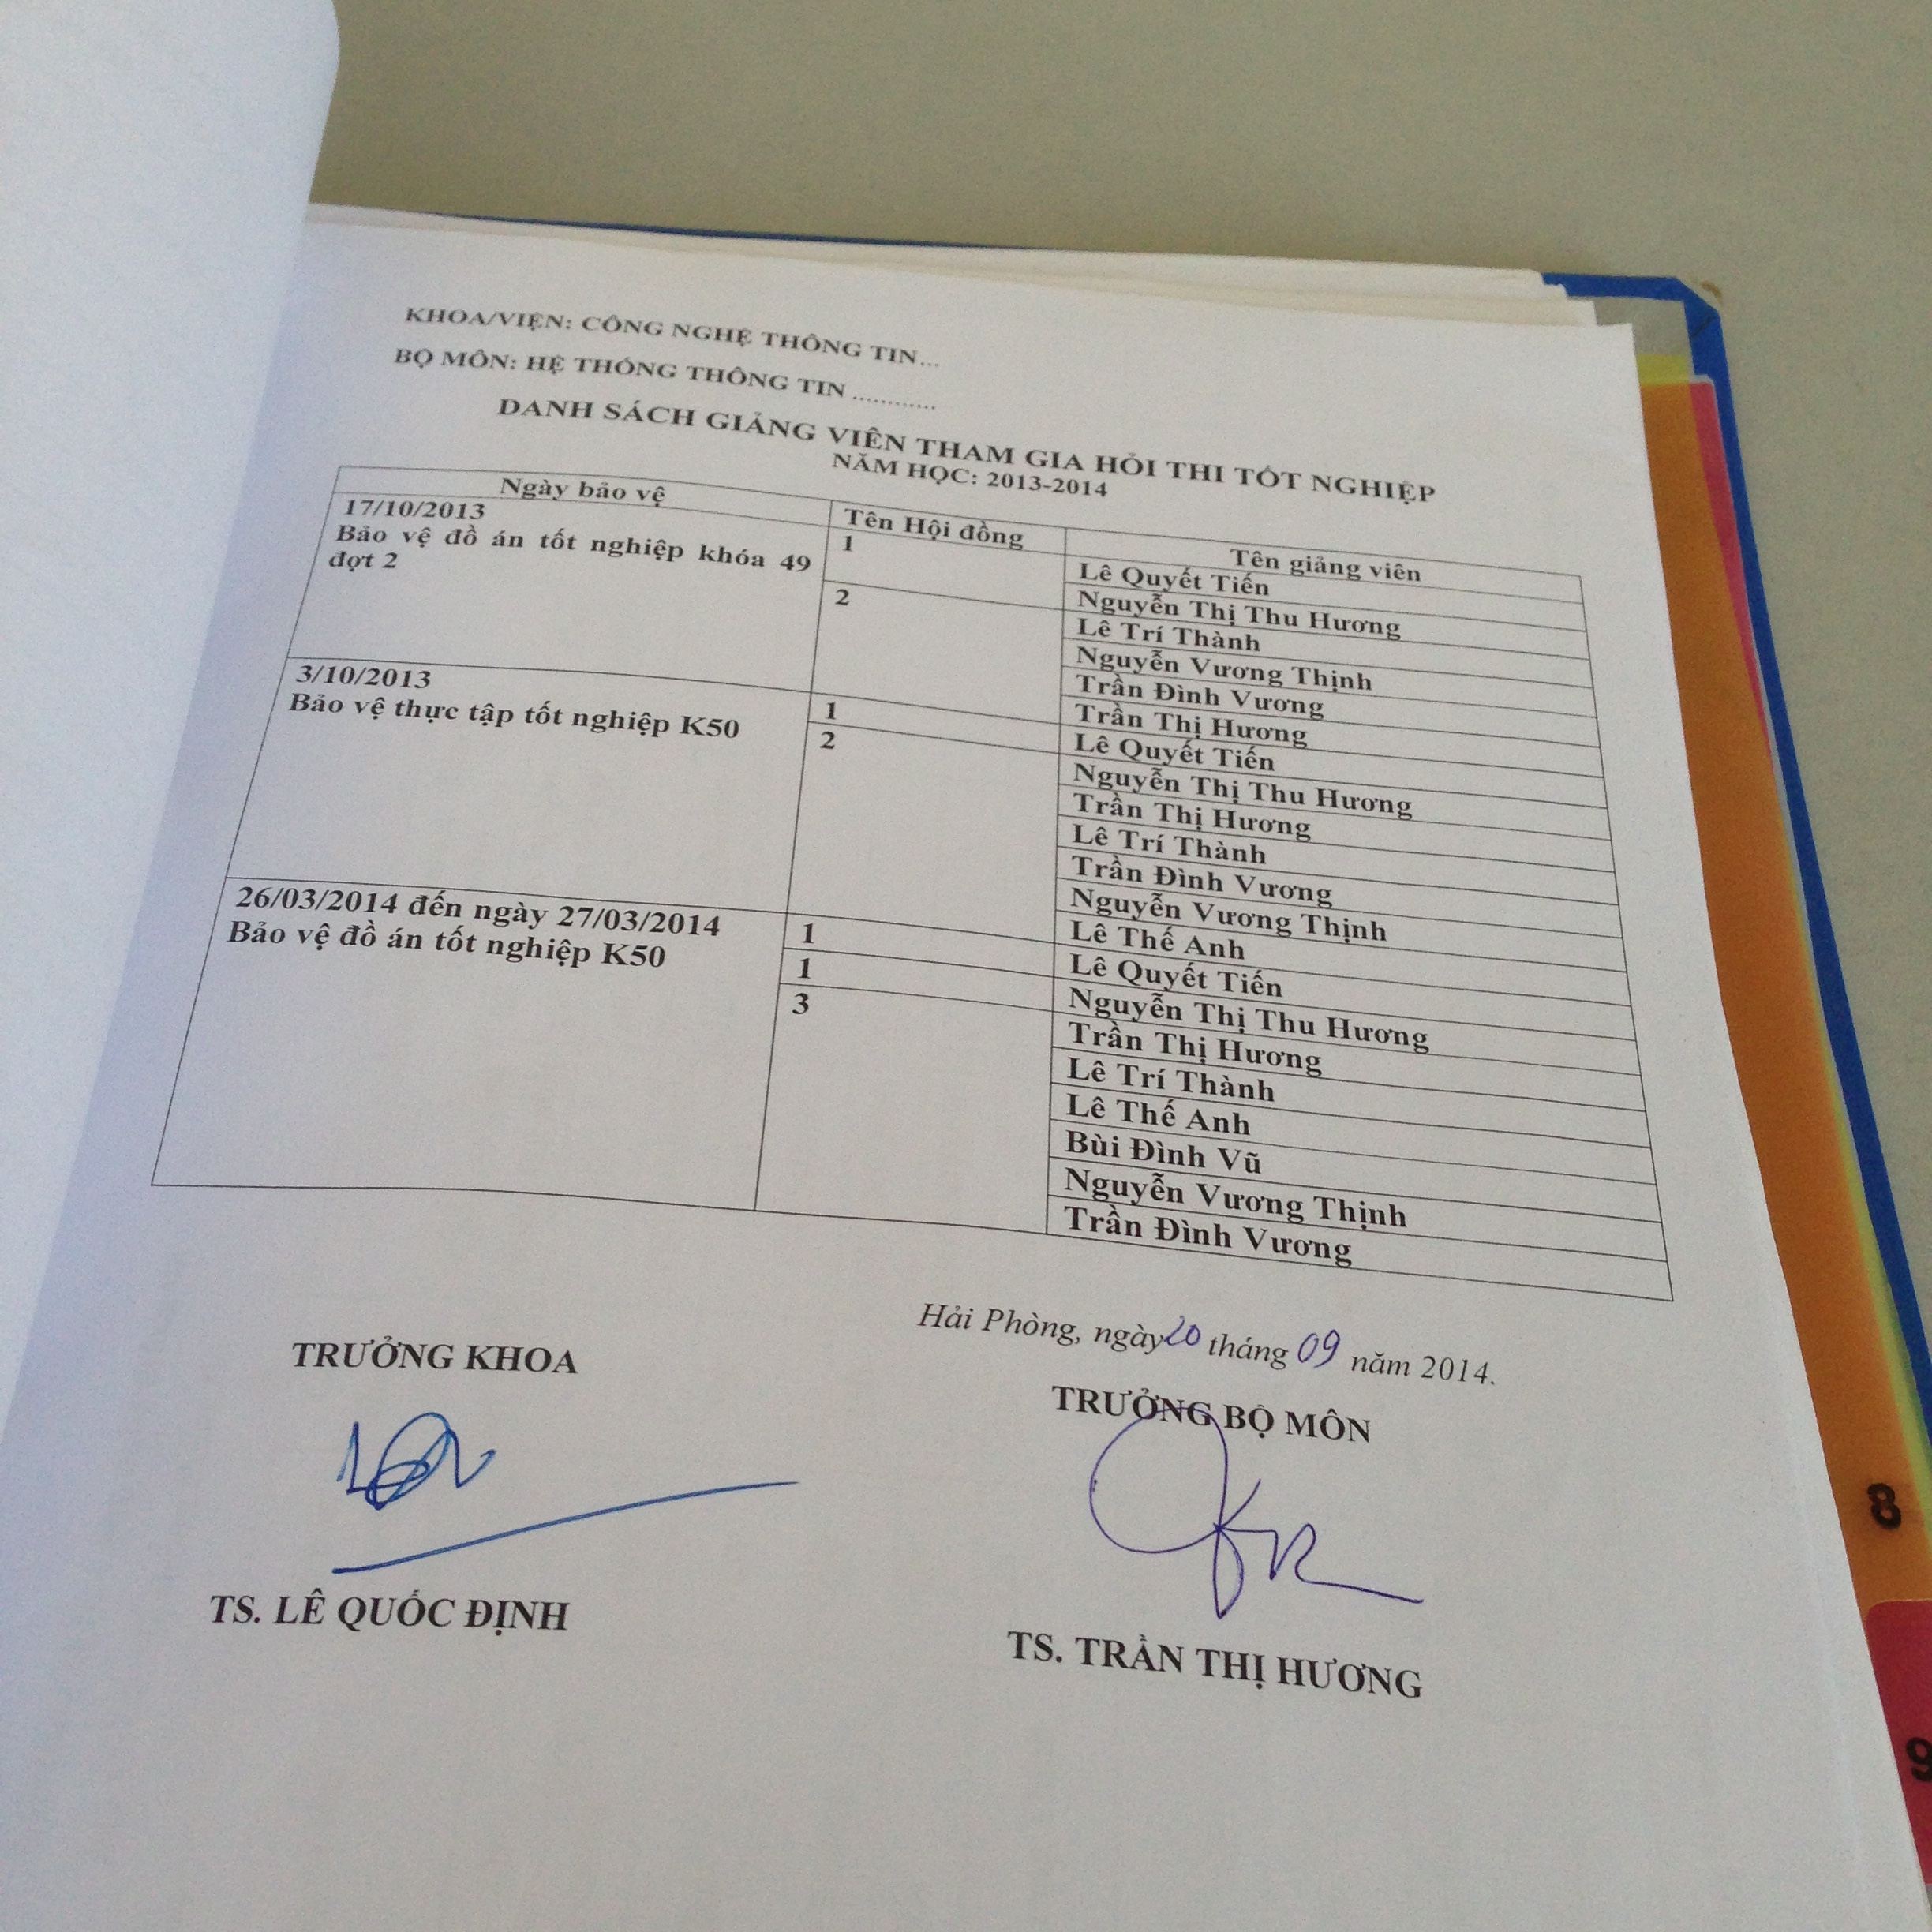 KHOA/VIỆN: CÔNG NGHỆ THÔNG TIN...
BỘ MÔN: HỆ THỐNG THÔNG TIN ............
DANH SÁCH GIẢNG VIÊN THAM GIA HỎI THI TỐT NGHIỆP
NĂM HỌC: 2013-2014
Ngày bảo vệ Tên Hội đồng Tên giảng viên
17/10/2013 1 Lê Quyết Tiến
Bảo vệ đồ án tốt nghiệp khóa 49 Nguyễn Thị Thu Hương
đợt 2 2 Lê Trí Thành
Nguyễn Vương Thịnh
Trần Đình Vương
Trần Thị Hương
3/10/2013 1 Lê Quyết Tiến
Bảo vệ thực tập tốt nghiệp K50 2 Nguyễn Thị Thu Hương
Trần Thị Hương
Lê Trí Thành
Trần Đình Vương
Nguyễn Vương Thịnh
Lê Thế Anh
26/03/2014 đến ngày 27/03/2014 1 Lê Quyết Tiến
Bảo vệ đồ án tốt nghiệp K50 1 Nguyễn Thị Thu Hương
3 Trần Thị Hương
Lê Trí Thành
Lê Thế Anh
Bùi Đình Vũ
Nguyễn Vương Thịnh
Trần Đình Vương
Hải Phòng, ngày 20 tháng 09 năm 2014.
TRƯỞNG KHOA
TRƯỞNG BỘ MÔN
TS. LÊ QUỐC ĐỊNH
TS. TRẦN THỊ HƯƠNG
8
9